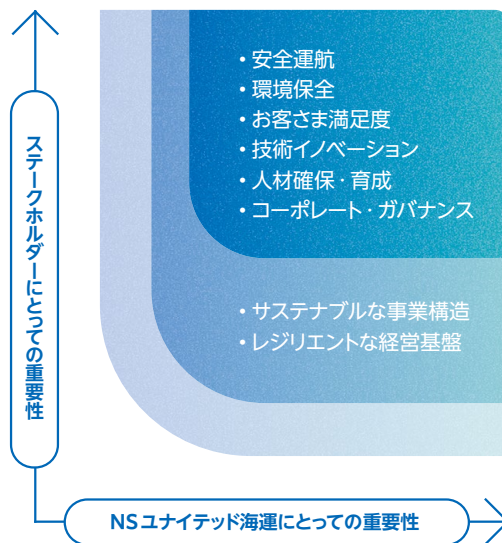 ・安全運航
・環境保全
・お客さま満足度
・技術イノベーション
・人材確保・育成
・コーポレート・ガバナンス
・サステナブルな事業構造
・レジリエントな経営基盤
ステークホルダーにとっての重要性
NSユナイテッド海運にとっての重要性